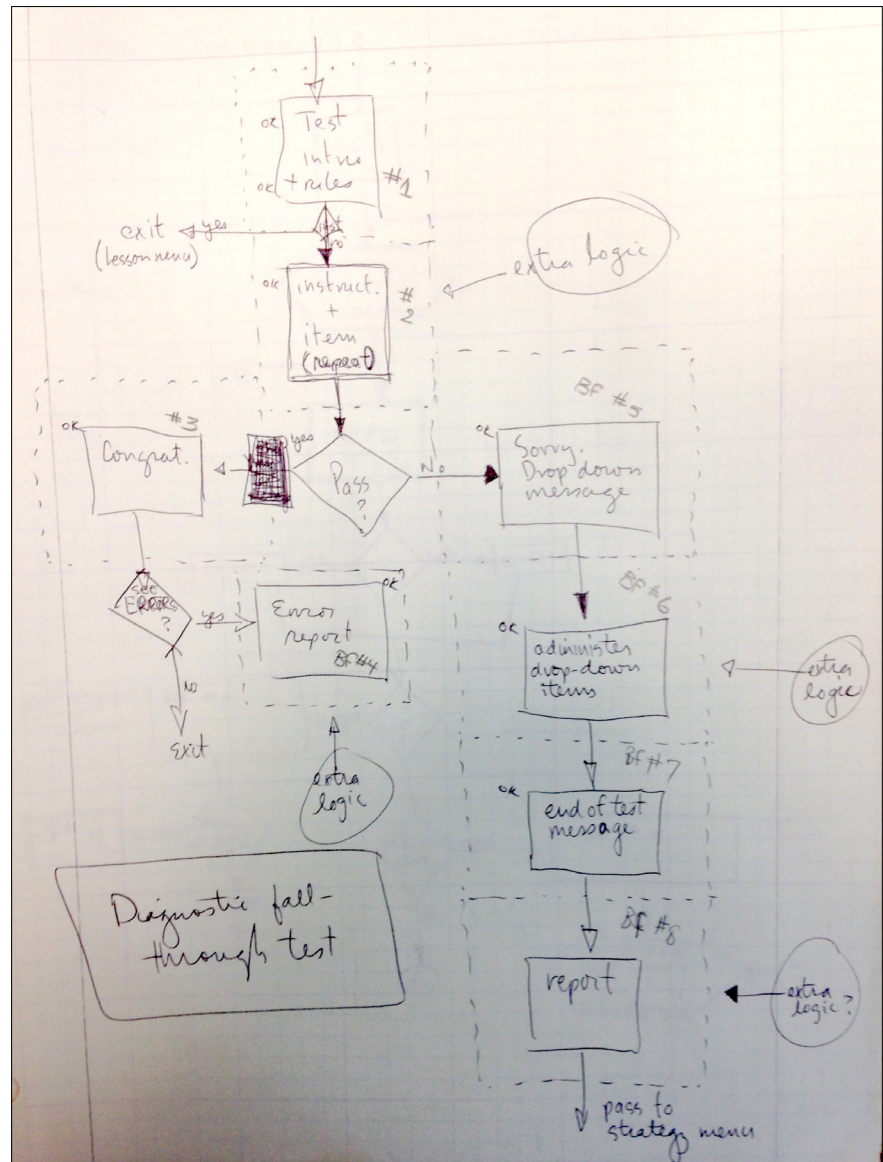 OK
Test
intro
OK
+ rules
#1
yes
exit
(lesson menu)
no
extra logic
OK
instruct.
+
item
(repeat)
#
2
#3
OK
Congrat.
yes
Pass
?
No
Bf #5
OK
Sorry.
Drop down
message
see
ERRORS
?
yes
OK
Error
report
Bf #4
No
Exit
extra
logic
Bf #6
OK
administer
drop-down
items
extra
logic
Bf #7
OK
end of test
message
Diagnostic fall-
through test
Bf #8
report
extra
logic?
pass to
strategy menu